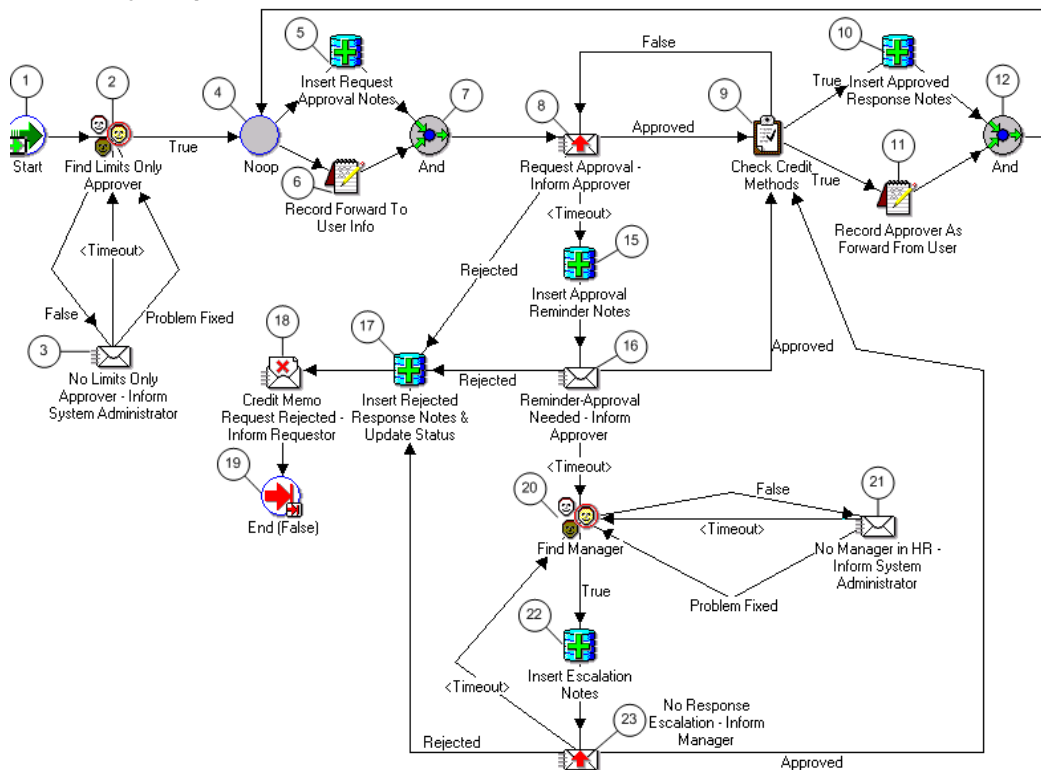 1
Start
2
Find Limits Only
Approver
True
<Timeout>
False
Problem Fixed
3
No Limits Only
Approver - Inform
System Administrator
4
Noop
5
Insert Request
Approval Notes
6
Record Forward To
User Info
7
And
8
Request Approval -
Inform Approver
False
Approved
9
Check Credit
Methods
True
True
10
Insert Approved
Response Notes
11
Record Approver As
Forward From User
12
And
<Timeout>
Rejected
15
Insert Approval
Reminder Notes
16
Reminder-Approval
Needed - Inform
Approver
Approved
Rejected
17
Insert Rejected
Response Notes &
Update Status
18
Credit Memo
Request Rejected -
Inform Requestor
19
End (False)
<Timeout>
20
Find Manager
False
<Timeout>
Problem Fixed
21
No Manager in HR -
Inform System
Administrator
True
22
Insert Escalation
Notes
<Timeout>
23
No Response
Escalation - Inform
Manager
Rejected
Approved